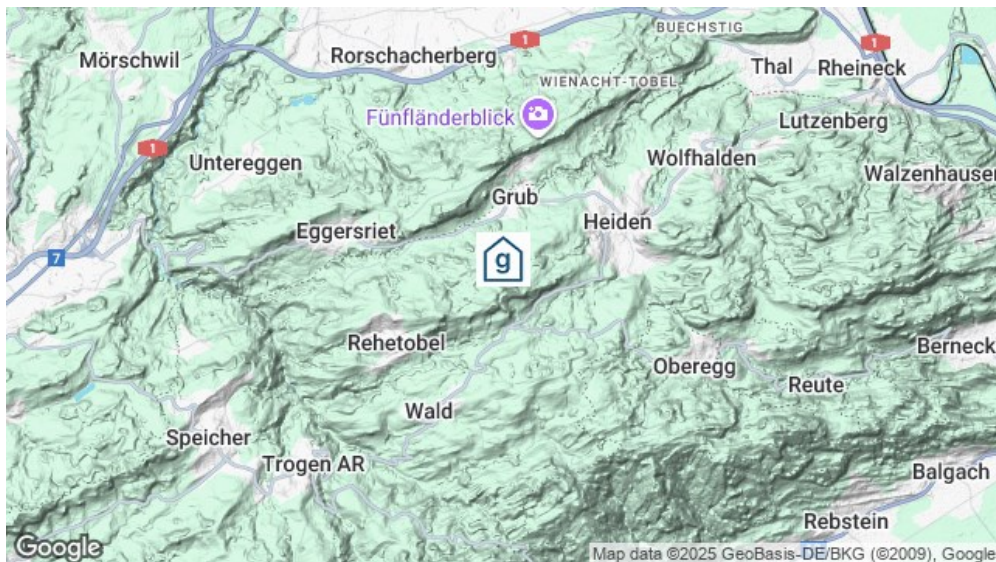 BUECHSTIG
Mörschwil
Rorschacherberg
1
1
Thal
Rheineck
WIENACHT-TOBEL
Fünfländerblick
Lutzenberg
1
Untereggen
Wolfhalden
Walzenhausen
Grub
Heiden
Eggersriet
7
g
Rehetobel
Berneck
Oberegg
Reute
Wald
Speicher
Trogen AR
Balgach
Rebstein
Google
Map data ©2025 GeoBasis-DE/BKG (©2009), Google